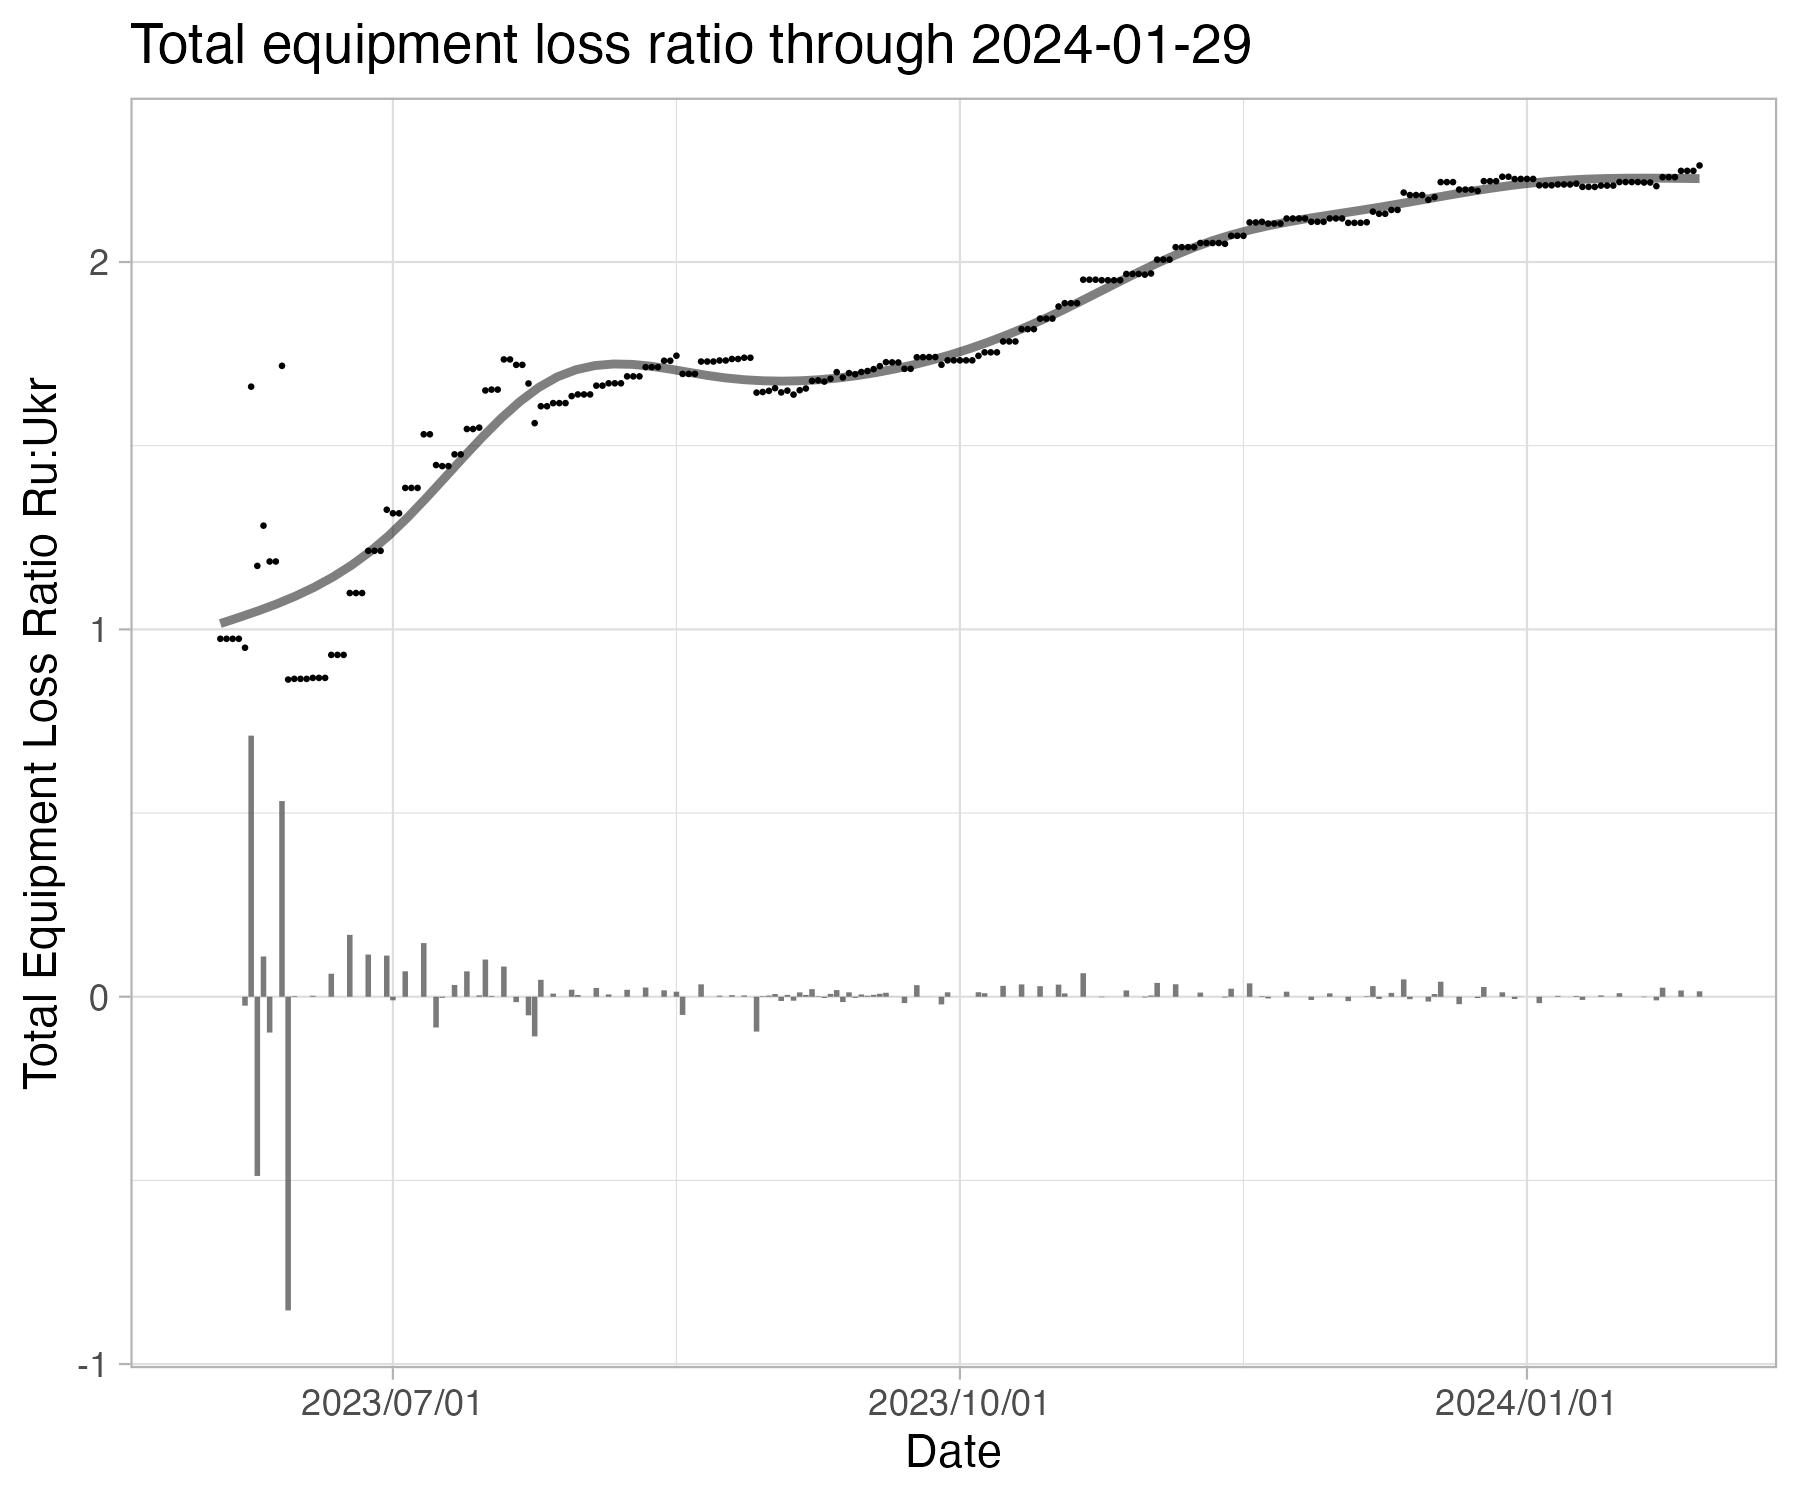 Total equipment loss ratio through 2024-01-29
Total Equipment Loss Ratio Ru:Ukr
2
1
0
-1
2023/07/01
2023/10/01
2024/01/01
Date